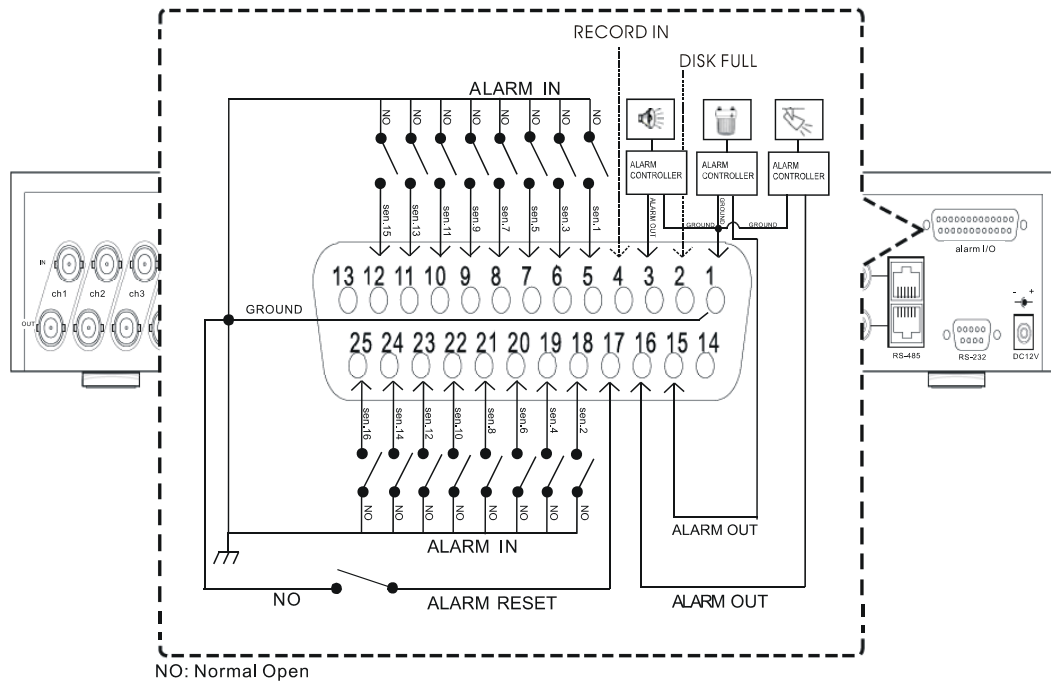 RECORD IN
DISK FULL
ALARM IN
NO NO NO NO NO NO NO NO
ALARM CONTROLLER
ALARM CONTROLLER
ALARM CONTROLLER
sen.15 sen.13 sen.11 sen.9 sen.7 sen.5 sen.3 sen.1
ALARM OUT
GROUND
GROUND
GROUND
13 12 11 10 9 8 7 6 5 4 3 2 1
GROUND
25 24 23 22 21 20 19 18 17 16 15 14
sen.16 sen.14 sen.12 sen.10 sen.8 sen.6 sen.4 sen.2
NO NO NO NO NO NO NO NO
ALARM IN
ALARM OUT
NO
ALARM RESET
ALARM OUT
IN
ch1 ch2 ch3
OUT
alarm I/O
- +
RS-485
RS-232
DC12V
NO: Normal Open